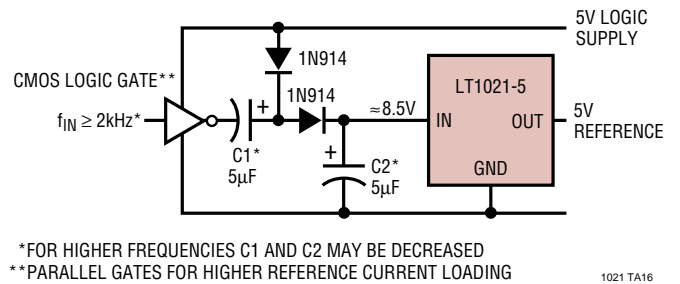 5V LOGIC
SUPPLY
1N914
CMOS LOGIC GATE**
1N914
LT1021-5
fIN ≥ 2kHz*
+
≈8.5V
IN
OUT
5V
REFERENCE
C1*
5µF
+
C2*
5µF
GND
*FOR HIGHER FREQUENCIES C1 AND C2 MAY BE DECREASED
**PARALLEL GATES FOR HIGHER REFERENCE CURRENT LOADING
1021 TA16